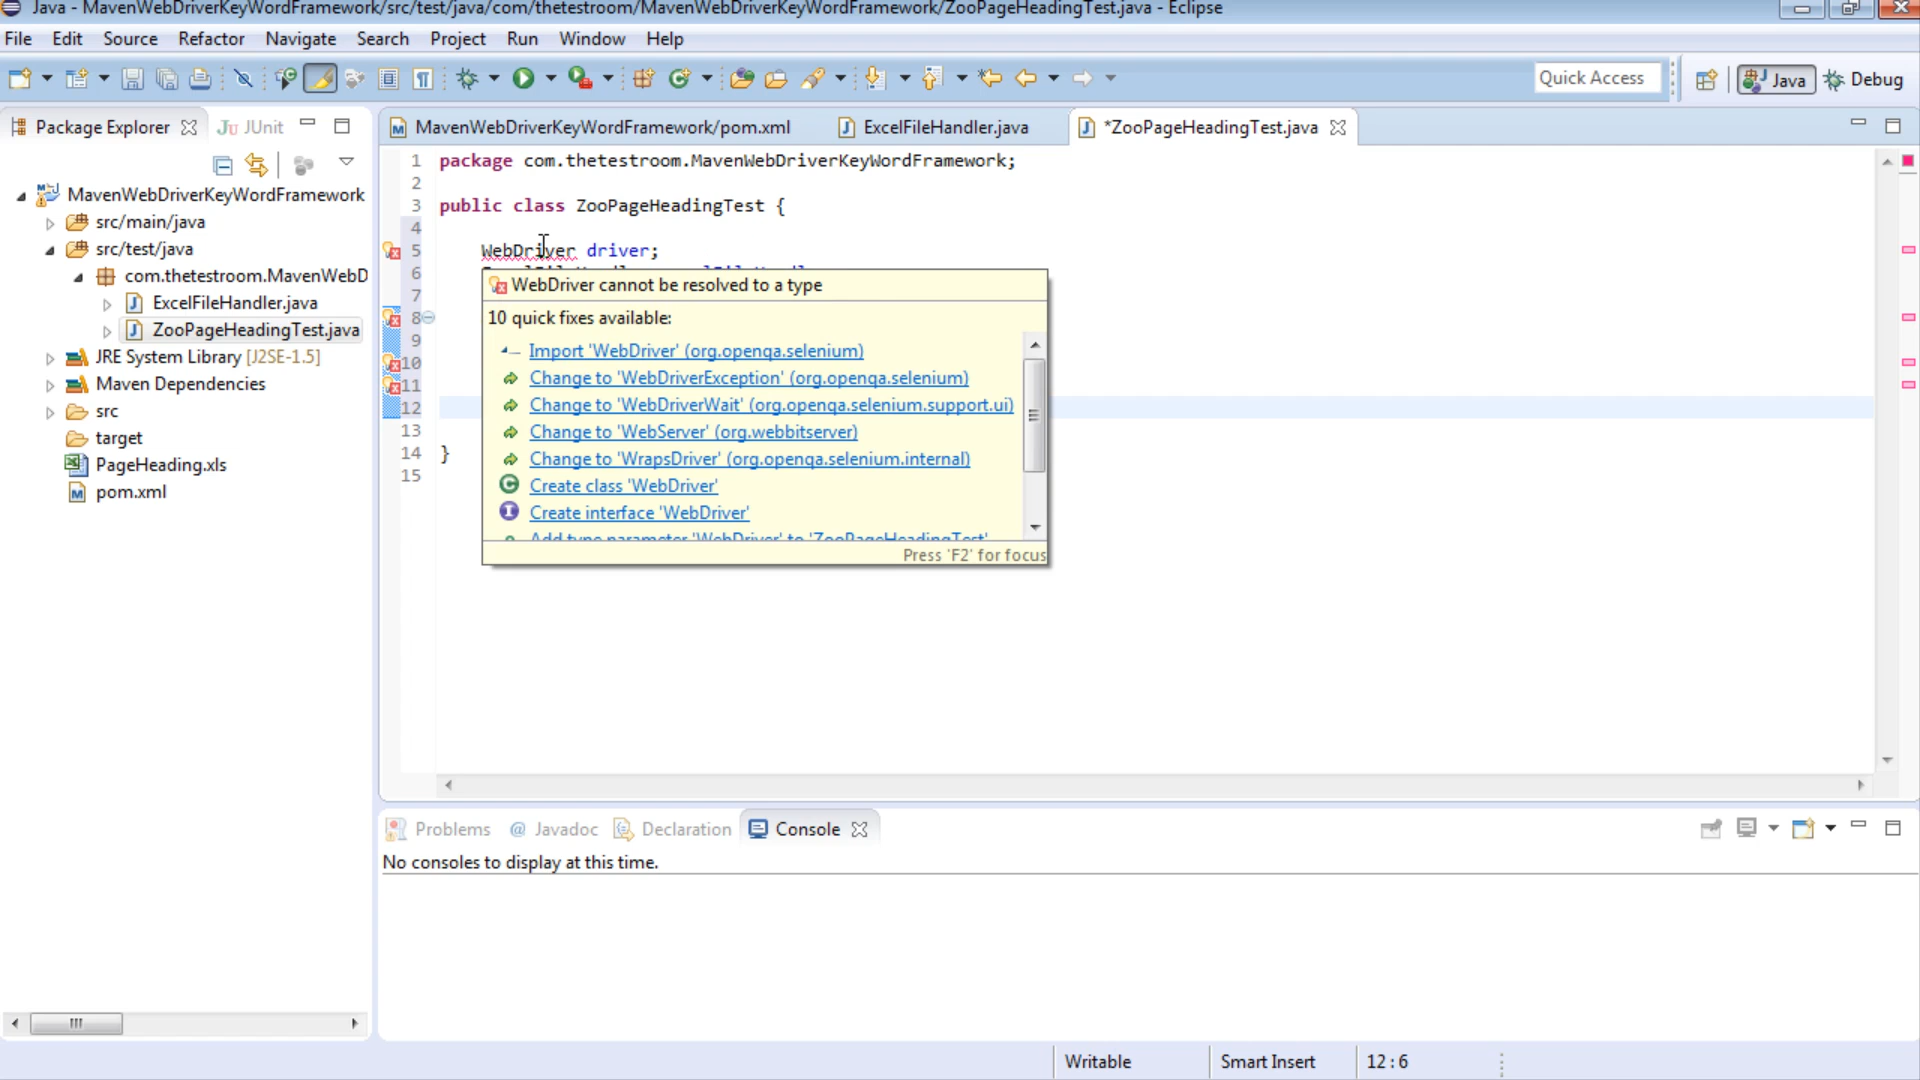 Java - MavenWebDriverKeyWordFramework/src/test/java/com/thetestroom/MavenWebDriverKeyWordFramework/ZooPageHeadingTest.java - Eclipse
File Edit Source Refactor Navigate Search Project Run Window Help
Quick Access Java Debug
Package Explorer JUnit
MavenWebDriverKeyWordFramework/pom.xml ExcelFileHandler.java *ZooPageHeadingTest.java
MavenWebDriverKeyWordFramework
src/main/java
src/test/java
com.thetestroom.MavenWebD
ExcelFileHandler.java
ZooPageHeadingTest.java
JRE System Library [J2SE-1.5]
Maven Dependencies
src
target
PageHeading.xls
pom.xml
1 package com.thetestroom.MavenWebDriverKeyWordFramework;
2
3 public class ZooPageHeadingTest {
4
5 WebDriver driver;
6
7
8
9
10
11
12
13
14 }
15
WebDriver cannot be resolved to a type
10 quick fixes available:
Import 'WebDriver' (org.openqa.selenium)
Change to 'WebDriverException' (org.openqa.selenium)
Change to 'WebDriverWait' (org.openqa.selenium.support.ui)
Change to 'WebServer' (org.webbitserver)
Change to 'WrapsDriver' (org.openqa.selenium.internal)
Create class 'WebDriver'
Create interface 'WebDriver'
Add type parameter 'WebDriver' to 'ZooPageHeadingTest'
Press 'F2' for focus
Problems @ Javadoc Declaration Console
No consoles to display at this time.
Writable Smart Insert 12 : 6